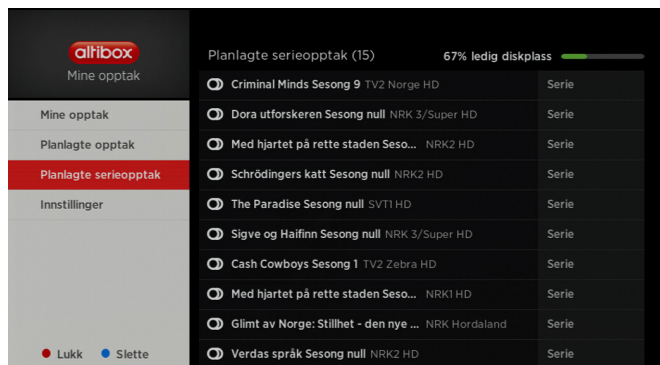 altibox
Mine opptak
Mine opptak
Planlagte opptak
Planlagte serieopptak
Innstillinger
Lukk Slette
Planlagte serieopptak (15) 67% ledig diskplass
Criminal Minds Sesong 9 TV2 Norge HD Serie
Dora utforskeren Sesong null NRK 3/Super HD Serie
Med hjartet på rette staden Seso... NRK2 HD Serie
Schrödingers katt Sesong null NRK2 HD Serie
The Paradise Sesong null SVT1 HD Serie
Sigve og Haifinn Sesong null NRK 3/Super HD Serie
Cash Cowboys Sesong 1 TV2 Zebra HD Serie
Med hjartet på rette staden Seso... NRK1 HD Serie
Glimt av Norge: Stillhet - den nye ... NRK Hordaland Serie
Verdas språk Sesong null NRK2 HD Serie